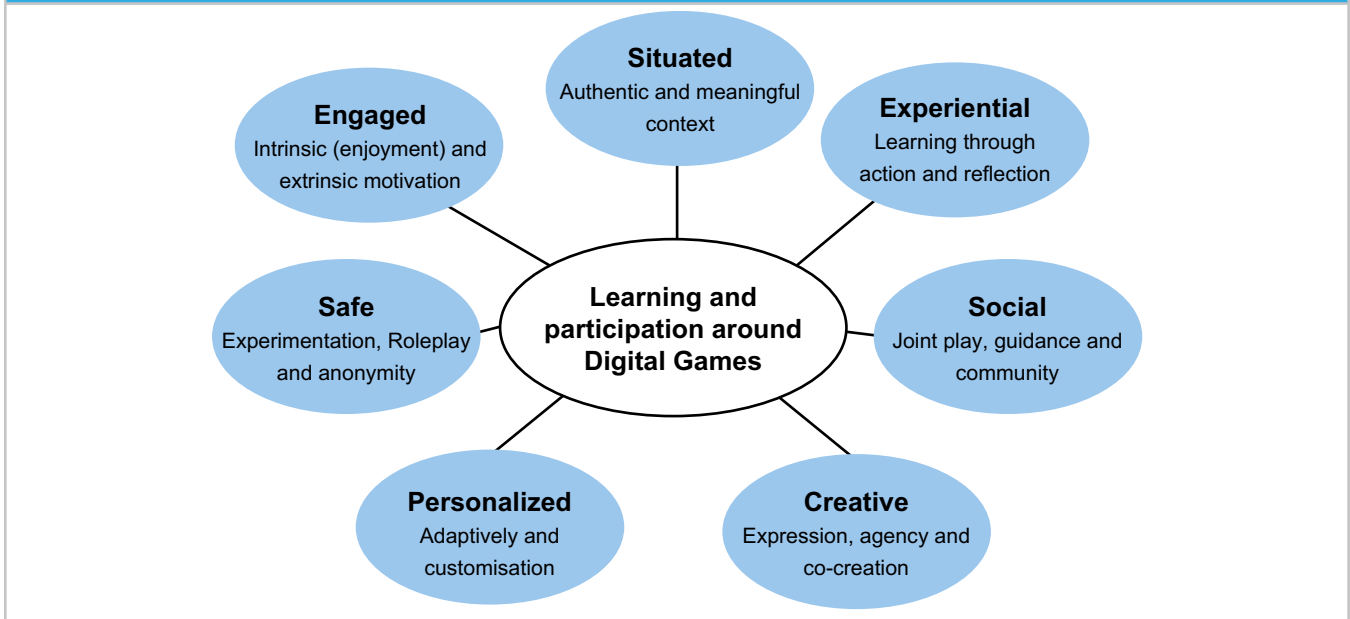 Situated
Authentic and meaningful
context
Engaged
Intrinsic (enjoyment) and
extrinsic motivation
Experiential
Learning through
action and reflection
Safe
Experimentation, Roleplay
and anonymity
Learning and
participation around
Digital Games
Social
Joint play, guidance and
community
Personalized
Adaptively and
customisation
Creative
Expression, agency and
co-creation